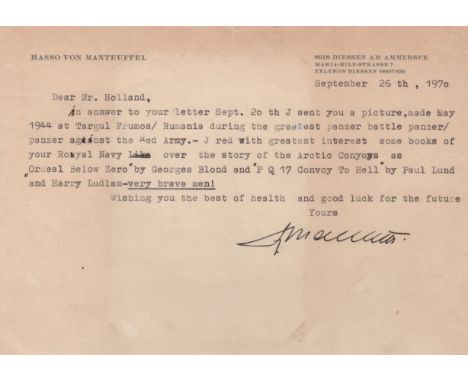 HASSO VON MANTEUFFEL
8918 DIESSEN AM AMMERSEE
MARIA-HILF-STRASSE 7
TELEFON DIESSEN
September 26 th, 1970
Dear Mr. Holland,
in answer to your letter Sept. 2o th J sent you a picture, made May
1944 at Targul Frumos/ Rumania during the greatest panzer battle panzer/
panzer against the Red Army.- J red with greatest interest some books of
your Royal Navy over the story of the Arctic Conyoys as
"Ordeal Below Zero" by Georges Blond and "P Q 17 Convoy To Hell" by Paul Lund
and Harry Ludlam-very brave men!
Wishing you the best of health and good luck for the future
Yours
Manteuffel